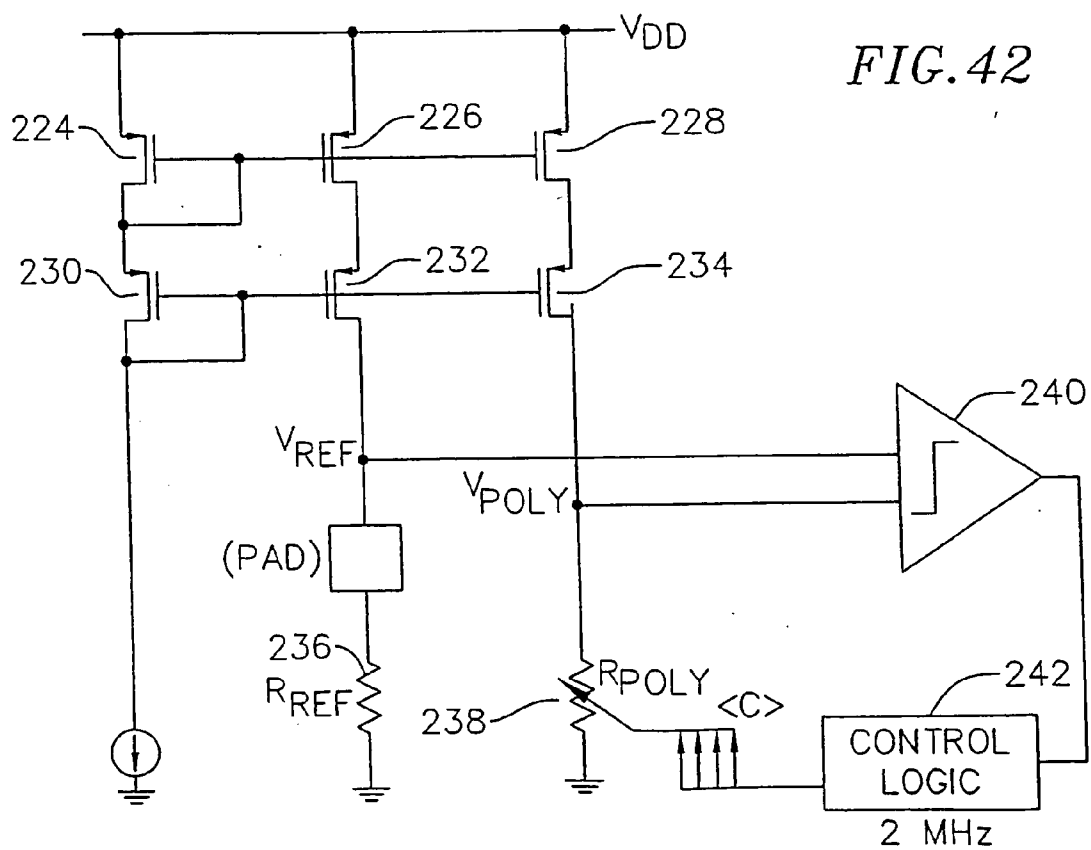 V_DD
FIG. 42
224
226
228
230
232
234
V_REF
V_POLY
240
(PAD)
236
R_REF
R_POLY
238
<C>
242
CONTROL
LOGIC
2 MHz